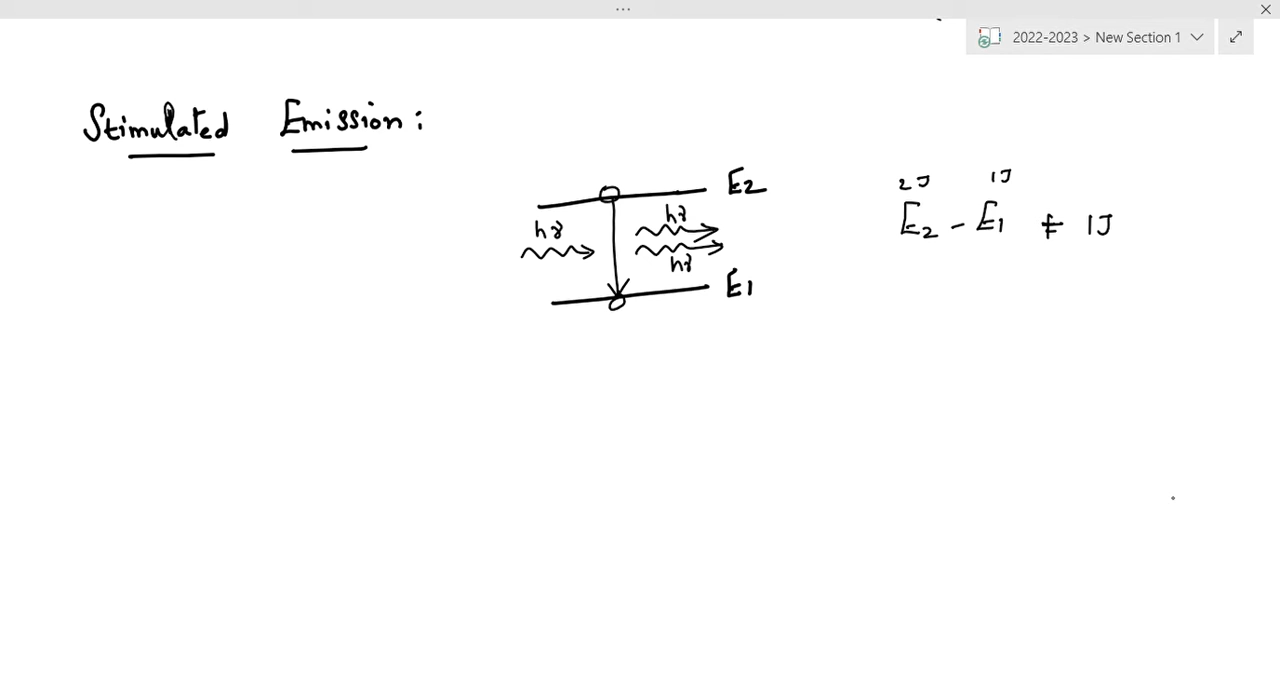 2022-2023 > New Section 1
Stimulated Emission:
E2
2J 1J
hν
hν
E2 - E1 ≠ 1J
hν
E1